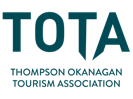 TOTA
THOMPSON OKANAGAN
TOURISM ASSOCIATION